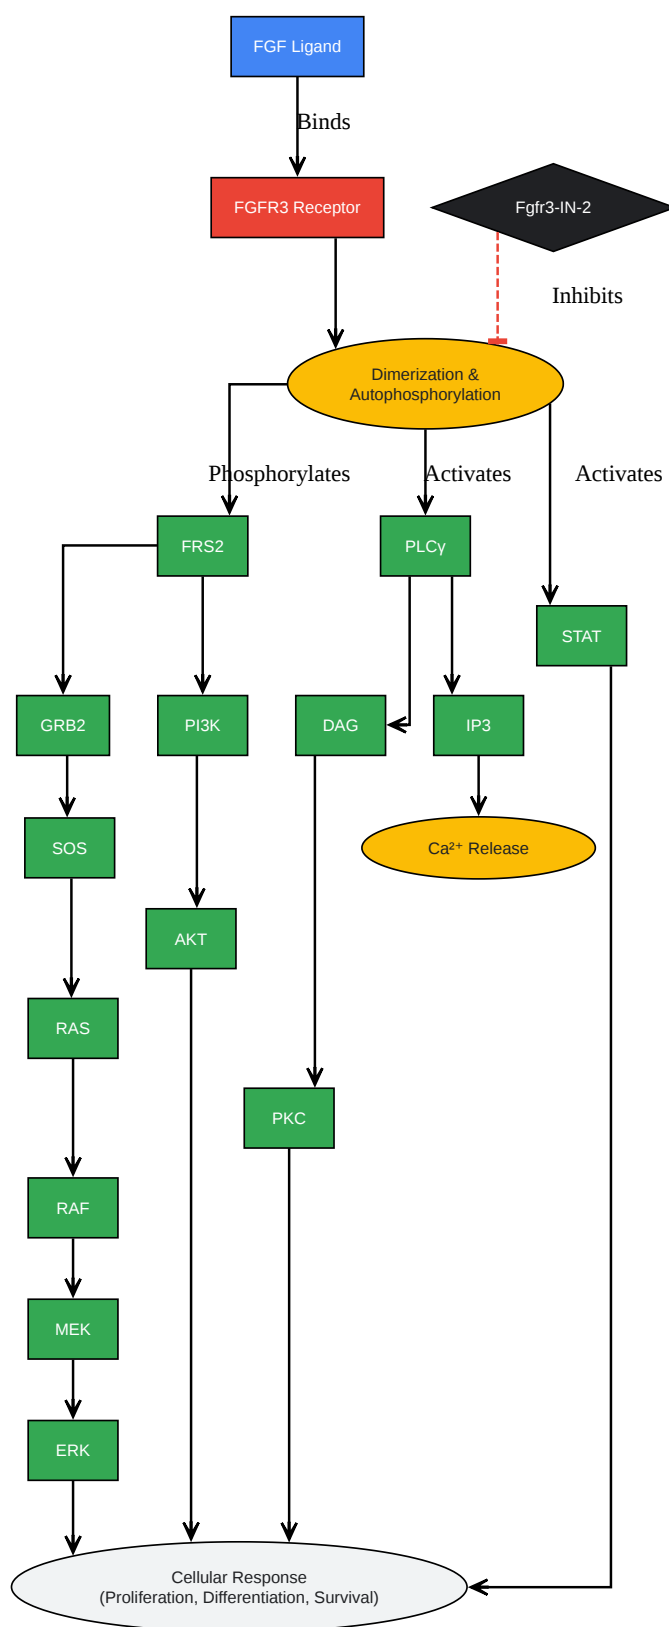 FGF Ligand
Binds
FGFR3 Receptor
Fgfr3-IN-2
Inhibits
Dimerization &
Autophosphorylation
Phosphorylates
Activates
Activates
FRS2
PLCγ
STAT
GRB2
PI3K
DAG
IP3
SOS
Ca²⁺ Release
AKT
RAS
PKC
RAF
MEK
ERK
Cellular Response
(Proliferation, Differentiation, Survival)